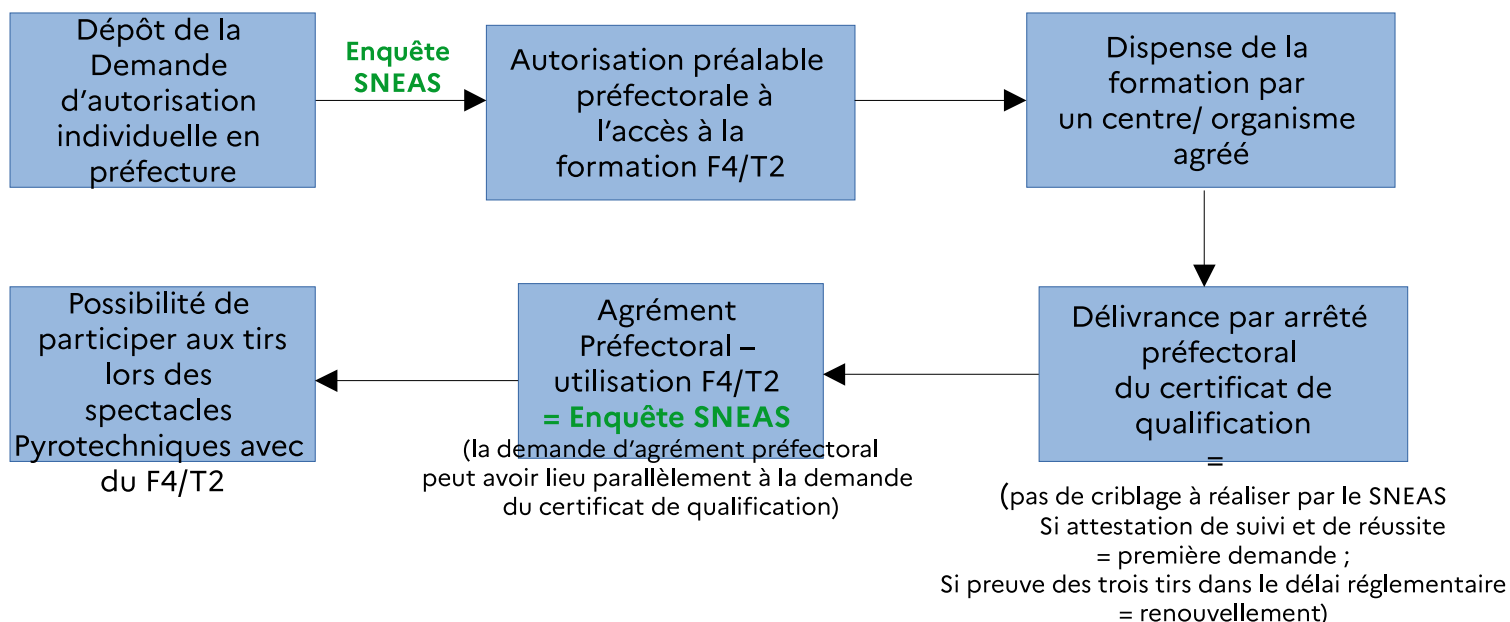 Dépôt de la
Demande
d'autorisation
individuelle en
préfecture
Enquête
SNEAS
Autorisation préalable
préfectorale à
l'accès à la
formation F4/T2
Dispense de la
formation par
un centre/ organisme
agréé
Délivrance par arrêté
préfectoral
du certificat de
qualification
=
(pas de criblage à réaliser par le SNEAS
Si attestation de suivi et de réussite
= première demande ;
Si preuve des trois tirs dans le délai réglementaire
= renouvellement)
Agrément
Préfectoral –
utilisation F4/T2
= Enquête SNEAS
(la demande d'agrément préfectoral
peut avoir lieu parallèlement à la demande
du certificat de qualification)
Possibilité de
participer aux tirs
lors des
spectacles
Pyrotechniques avec
du F4/T2